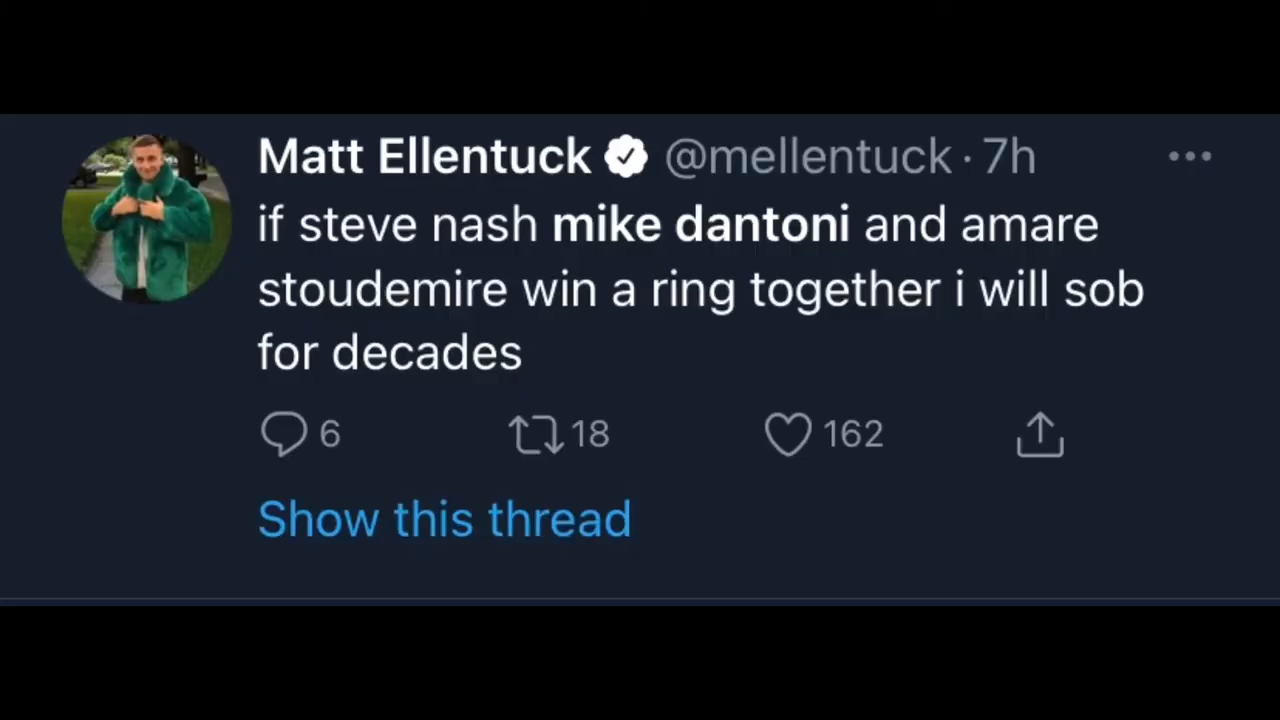 Matt Ellentuck @mellentuck · 7h
if steve nash mike dantoni and amare
stoudemire win a ring together i will sob
for decades
6 18 162
Show this thread